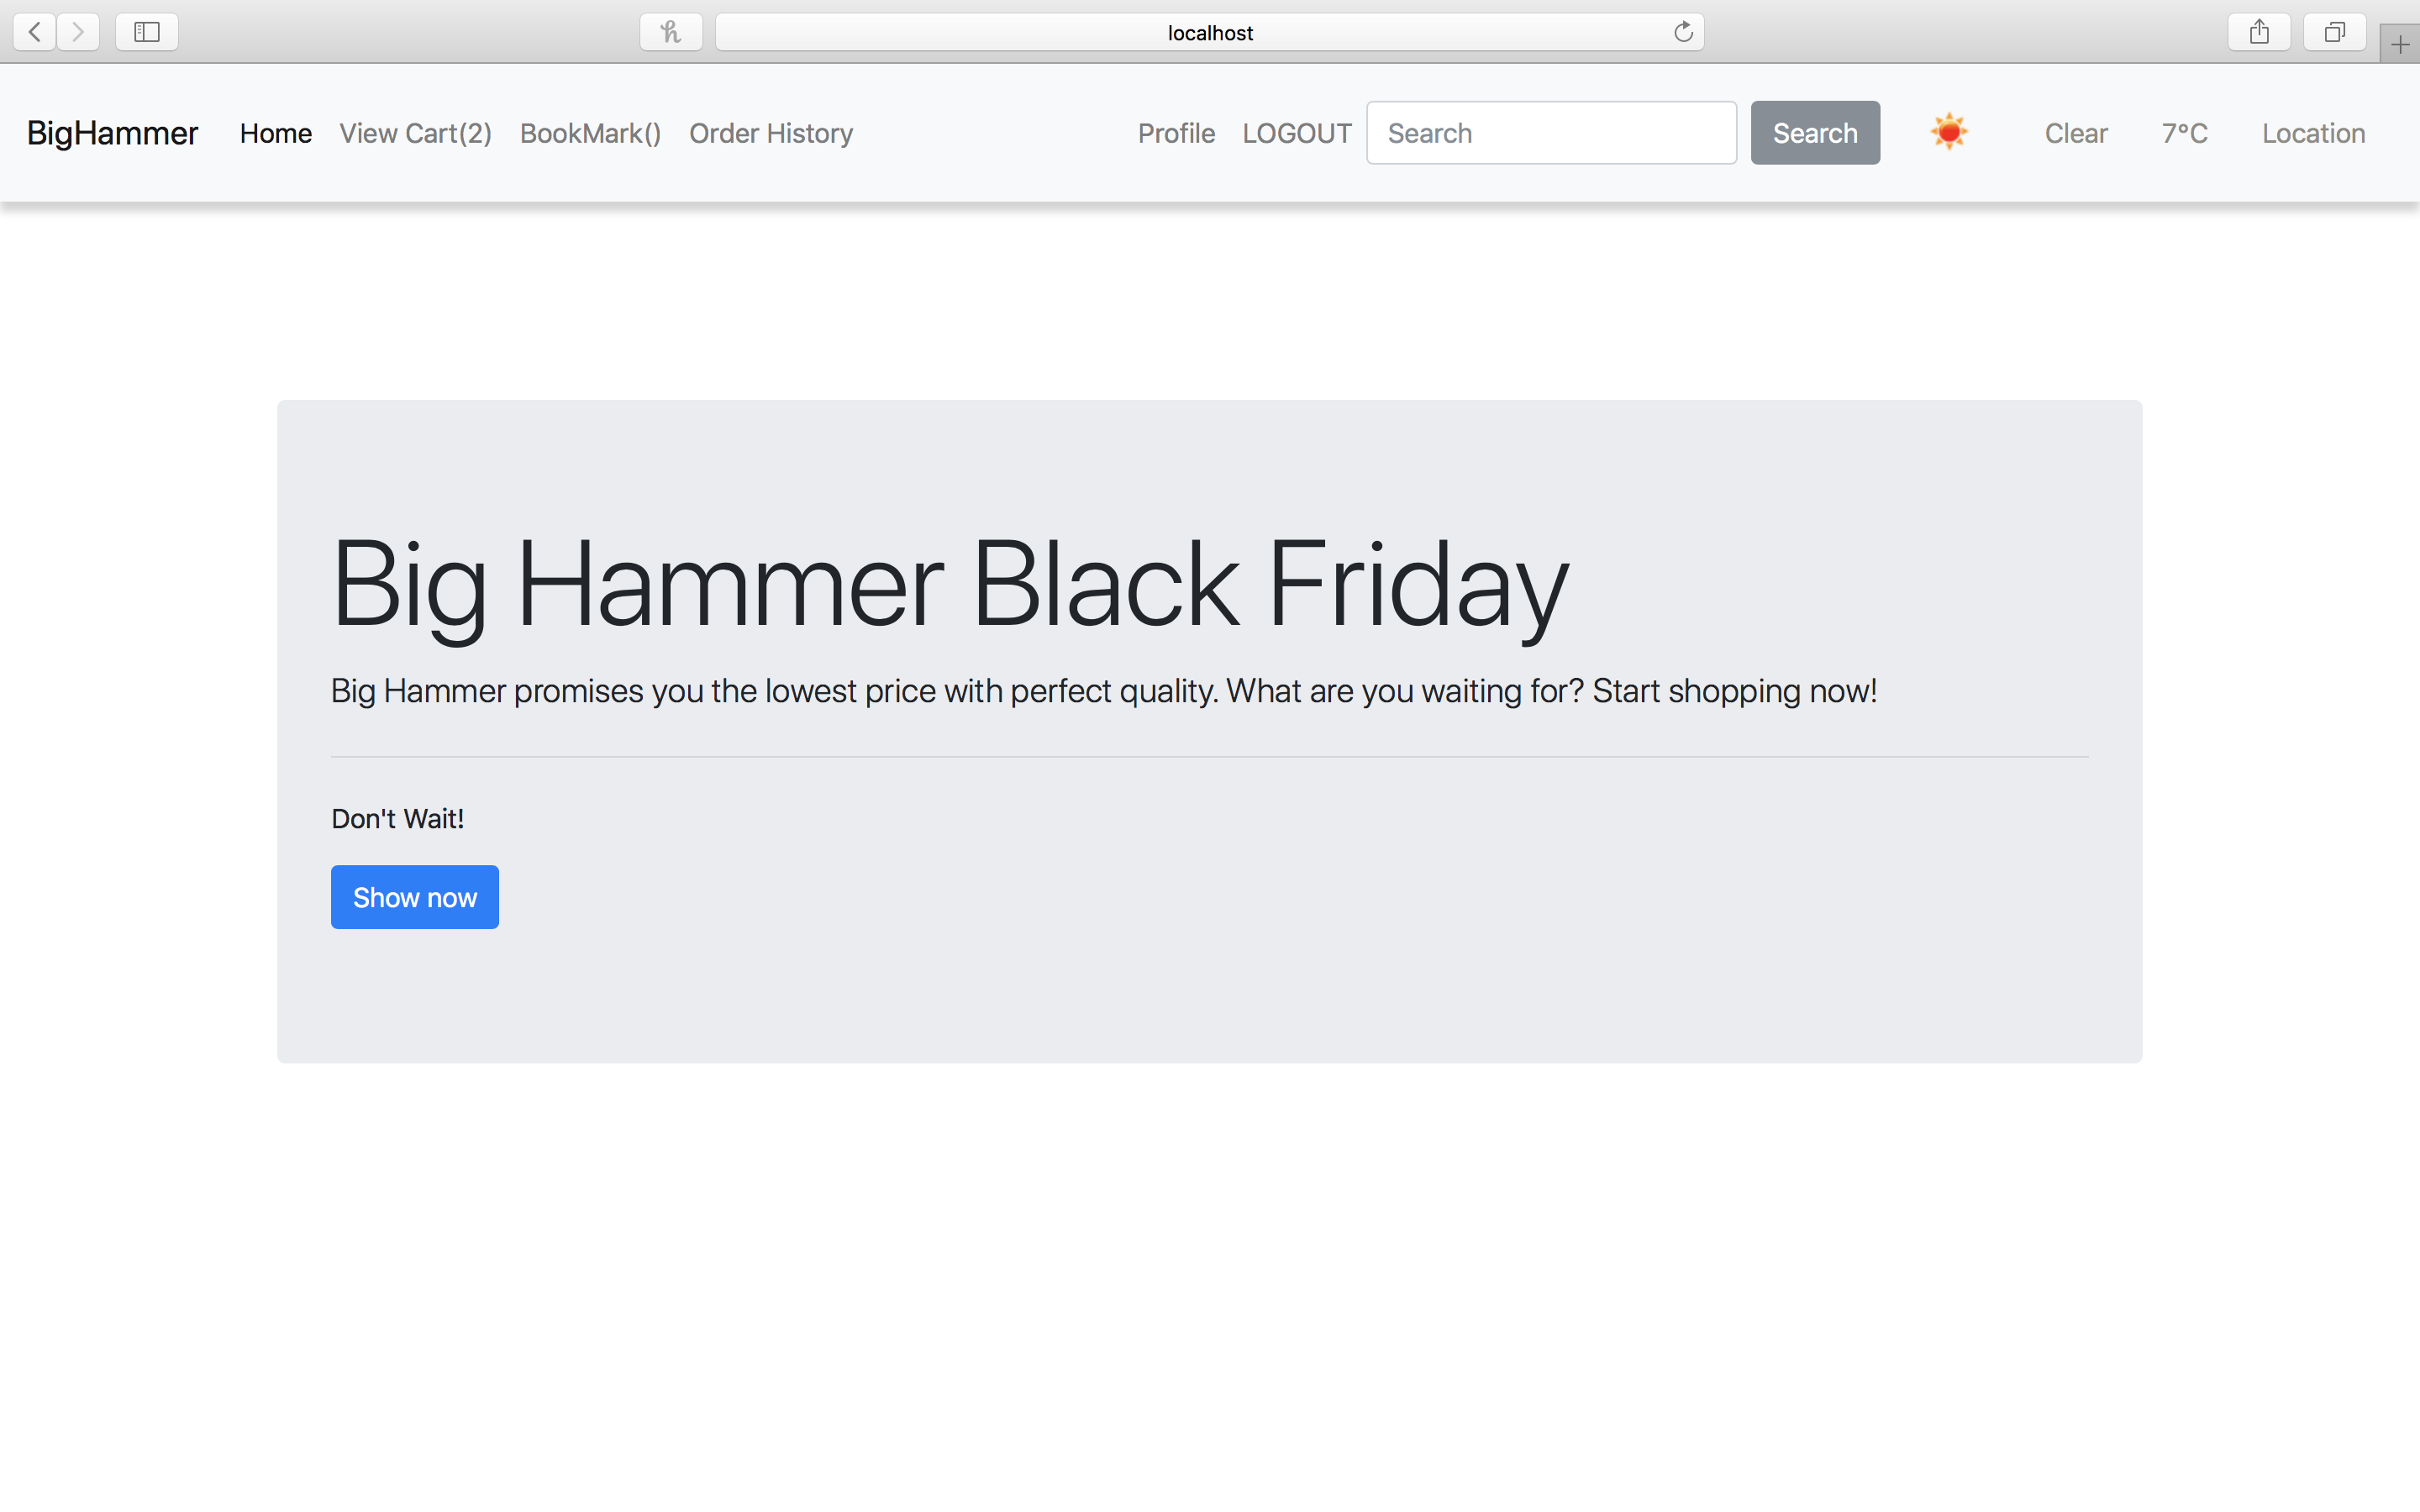 localhost
BigHammer Home View Cart(2) BookMark() Order History Profile LOGOUT Search Search Clear 7°C Location
Big Hammer Black Friday
Big Hammer promises you the lowest price with perfect quality. What are you waiting for? Start shopping now!
Don't Wait!
Show now